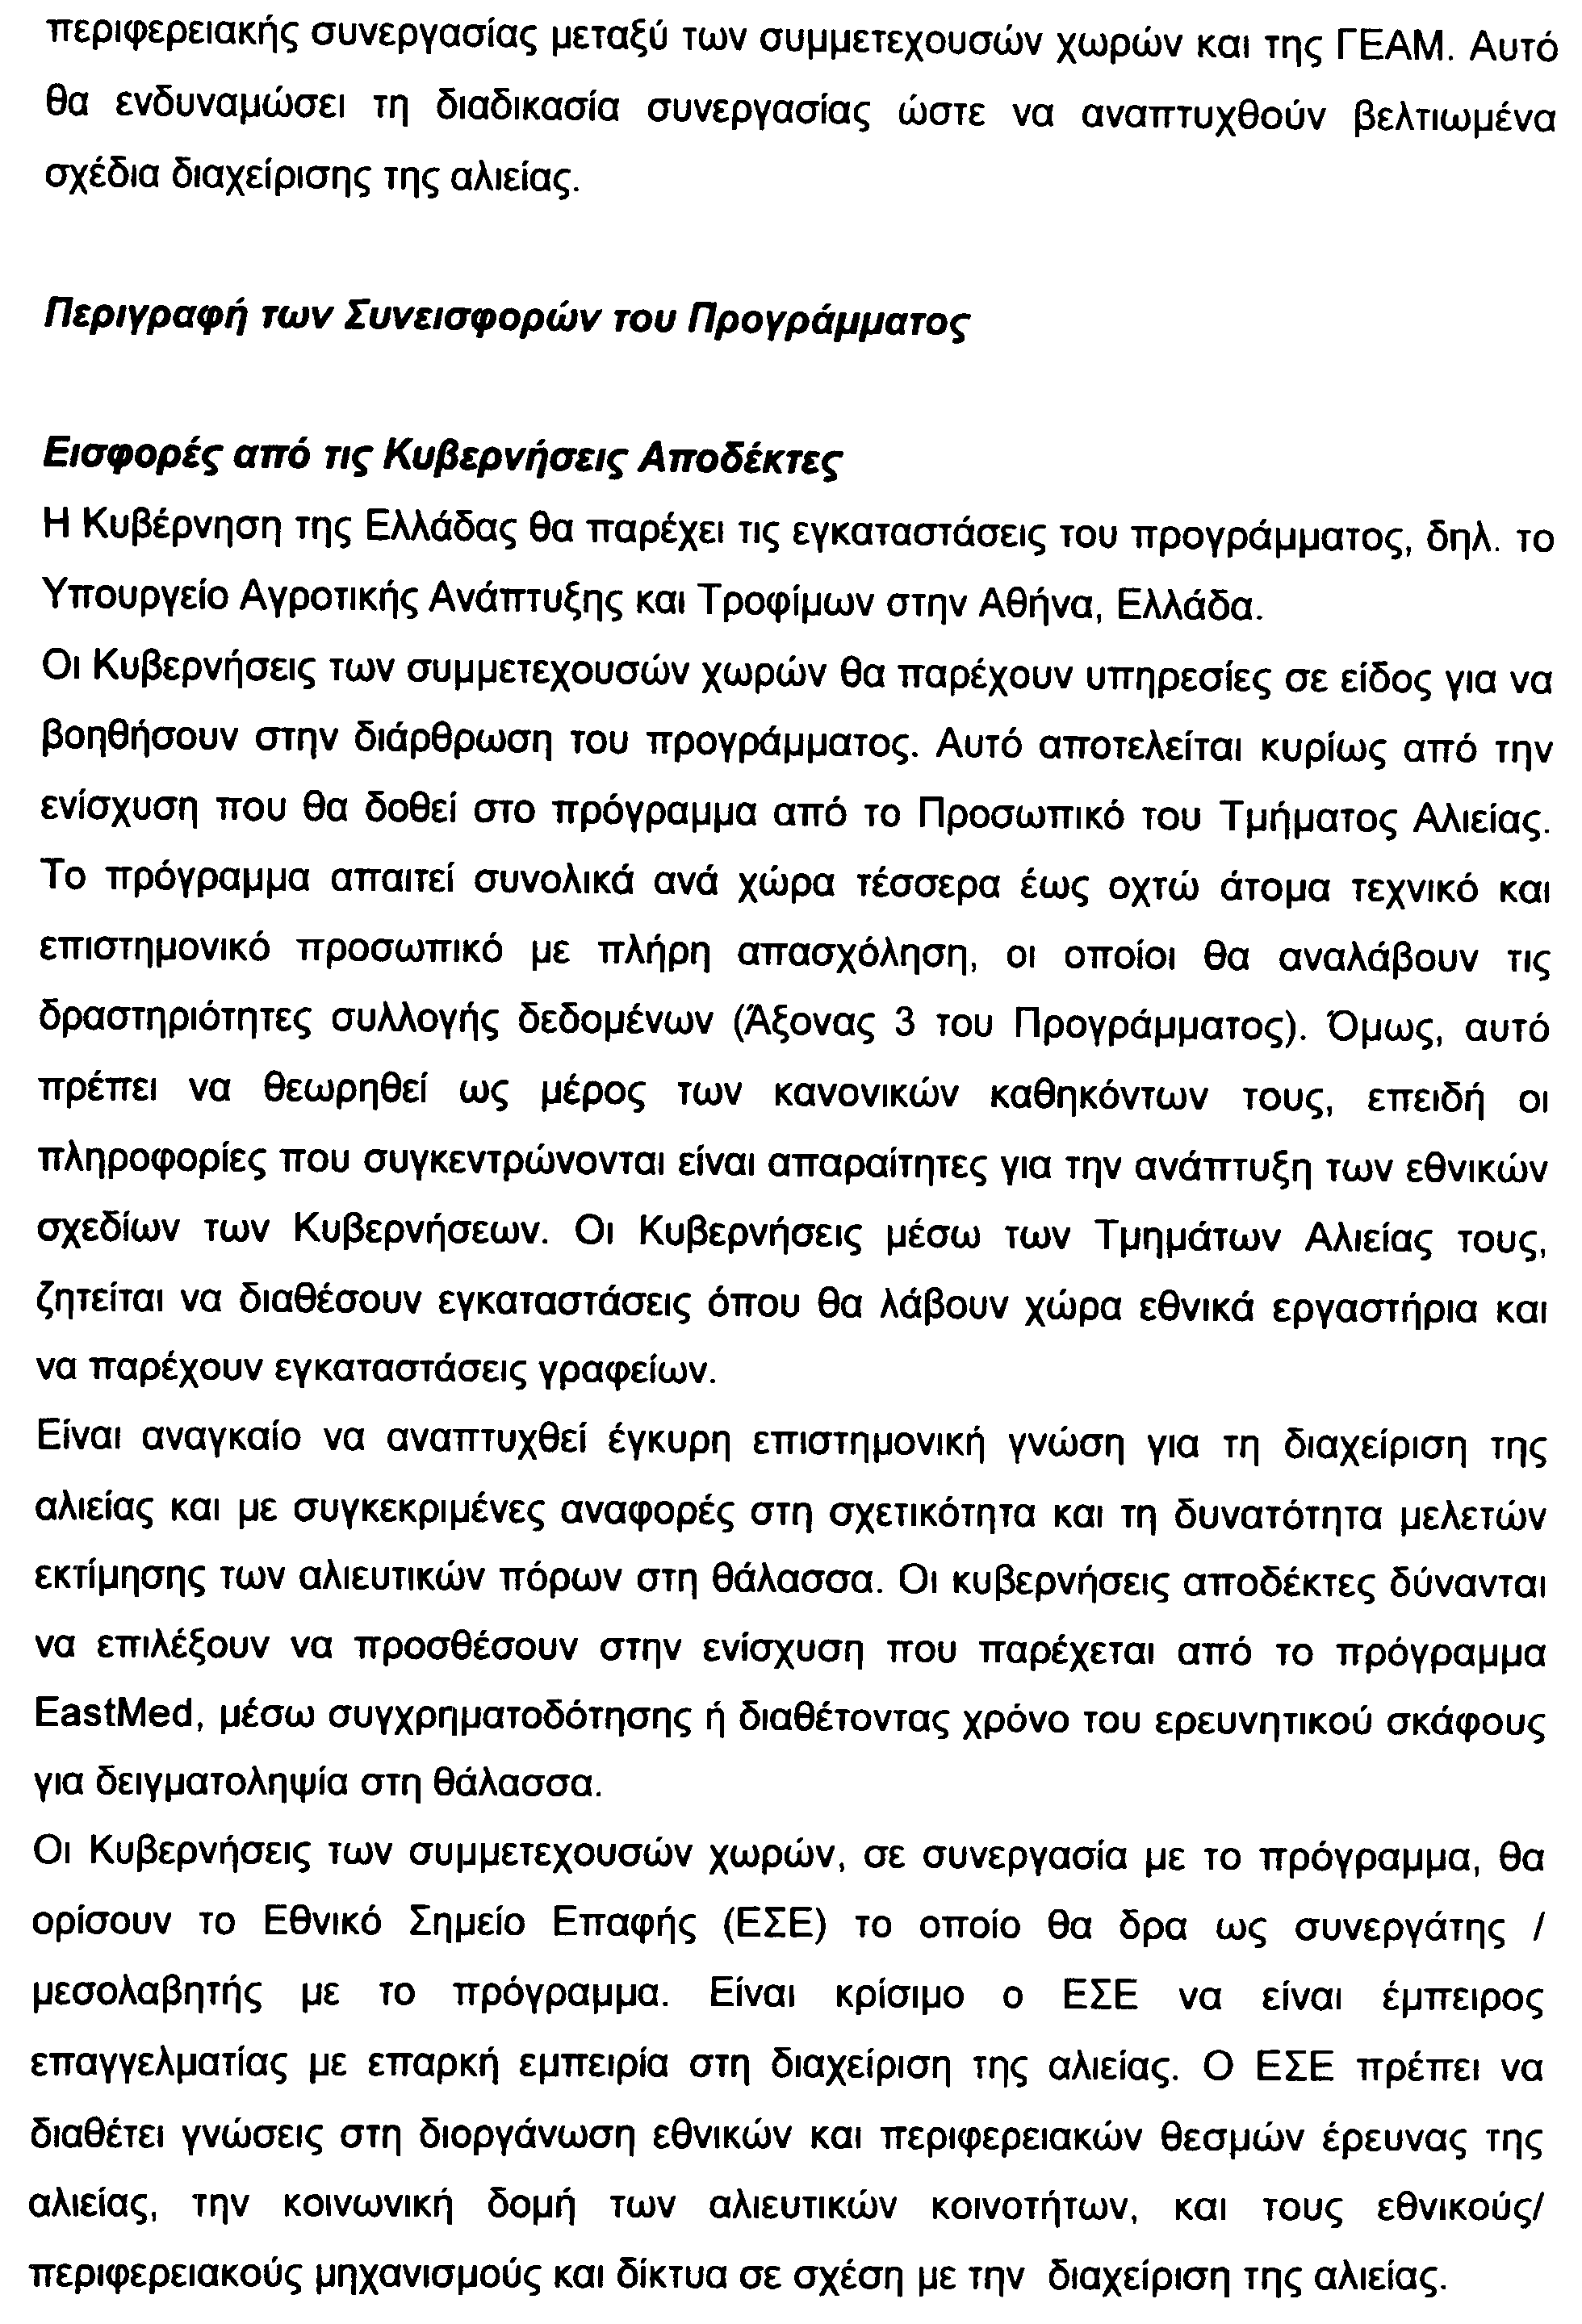 περιφερειακής συνεργασίας μεταξύ των συμμετεχουσών χωρών και της ΓΕΑΜ. Αυτό
θα ενδυναμώσει τη διαδικασία συνεργασίας ώστε να αναπτυχθούν βελτιωμένα
σχέδια διαχείρισης της αλιείας.
Περιγραφή των Συνεισφορών του Προγράμματος
Εισφορές από τις Κυβερνήσεις Αποδέκτες
Η Κυβέρνηση της Ελλάδας θα παρέχει τις εγκαταστάσεις του προγράμματος, δηλ. το
Υπουργείο Αγροτικής Ανάπτυξης και Τροφίμων στην Αθήνα, Ελλάδα.
Οι Κυβερνήσεις των συμμετεχουσών χωρών θα παρέχουν υπηρεσίες σε είδος για να
βοηθήσουν στην διάρθρωση του προγράμματος. Αυτό αποτελείται κυρίως από την
ενίσχυση που θα δοθεί στο πρόγραμμα από το Προσωπικό του Τμήματος Αλιείας.
Το πρόγραμμα απαιτεί συνολικά ανά χώρα τέσσερα έως οχτώ άτομα τεχνικό και
επιστημονικό προσωπικό με πλήρη απασχόληση, οι οποίοι θα αναλάβουν τις
δραστηριότητες συλλογής δεδομένων (Άξονας 3 του Προγράμματος). Όμως, αυτό
πρέπει να θεωρηθεί ως μέρος των κανονικών καθηκόντων τους, επειδή οι
πληροφορίες που συγκεντρώνονται είναι απαραίτητες για την ανάπτυξη των εθνικών
σχεδίων των Κυβερνήσεων. Οι Κυβερνήσεις μέσω των Τμημάτων Αλιείας τους,
ζητείται να διαθέσουν εγκαταστάσεις όπου θα λάβουν χώρα εθνικά εργαστήρια και
να παρέχουν εγκαταστάσεις γραφείων.
Είναι αναγκαίο να αναπτυχθεί έγκυρη επιστημονική γνώση για τη διαχείριση της
αλιείας και με συγκεκριμένες αναφορές στη σχετικότητα και τη δυνατότητα μελετών
εκτίμησης των αλιευτικών πόρων στη θάλασσα. Οι κυβερνήσεις αποδέκτες δύνανται
να επιλέξουν να προσθέσουν στην ενίσχυση που παρέχεται από το πρόγραμμα
EastMed, μέσω συγχρηματοδότησης ή διαθέτοντας χρόνο του ερευνητικού σκάφους
για δειγματοληψία στη θάλασσα.
Οι Κυβερνήσεις των συμμετεχουσών χωρών, σε συνεργασία με το πρόγραμμα, θα
ορίσουν το Εθνικό Σημείο Επαφής (ΕΣΕ) το οποίο θα δρα ως συνεργάτης /
μεσολαβητής με το πρόγραμμα. Είναι κρίσιμο ο ΕΣΕ να είναι έμπειρος
επαγγελματίας με επαρκή εμπειρία στη διαχείριση της αλιείας. Ο ΕΣΕ πρέπει να
διαθέτει γνώσεις στη διοργάνωση εθνικών και περιφερειακών θεσμών έρευνας της
αλιείας, την κοινωνική δομή των αλιευτικών κοινοτήτων, και τους εθνικούς/
περιφερειακούς μηχανισμούς και δίκτυα σε σχέση με την διαχείριση της αλιείας.